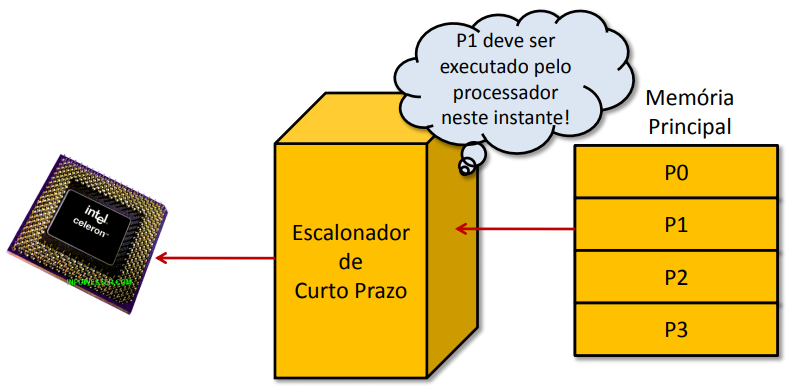 P1 deve ser
executado pelo
processador
neste instante!
Memória
Principal
P0
P1
P2
P3
Escalonador
de
Curto Prazo
intel
celeron™